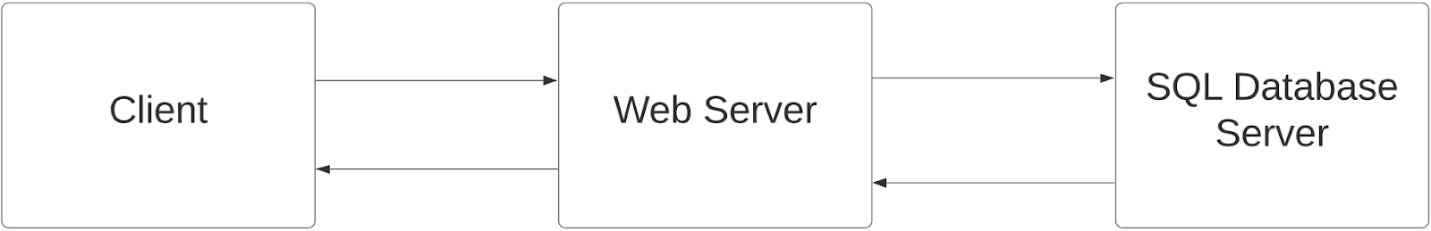 Client
Web Server
SQL Database
Server